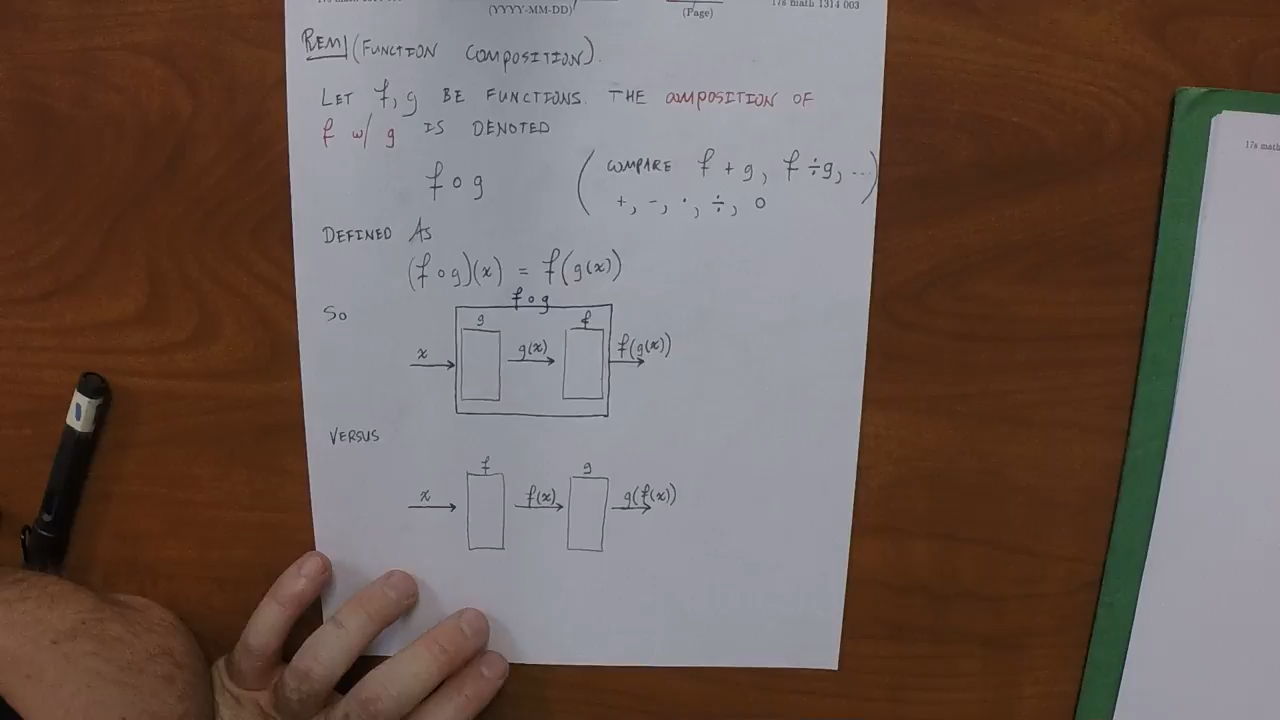 (YYYY-MM-DD)
(Page)
17s math 1314 003
REM (FUNCTION COMPOSITION).
LET f, g BE FUNCTIONS. THE COMPOSITION OF
f w/ g IS DENOTED
f ∘ g
( COMPARE f + g, f ÷ g, ... )
+, -, ·, ÷, ∘
DEFINED AS
(f ∘ g)(x) = f(g(x))
SO
f ∘ g
g f
x g(x) f(g(x))
VERSUS
f g
x f(x) g(f(x))
17s math